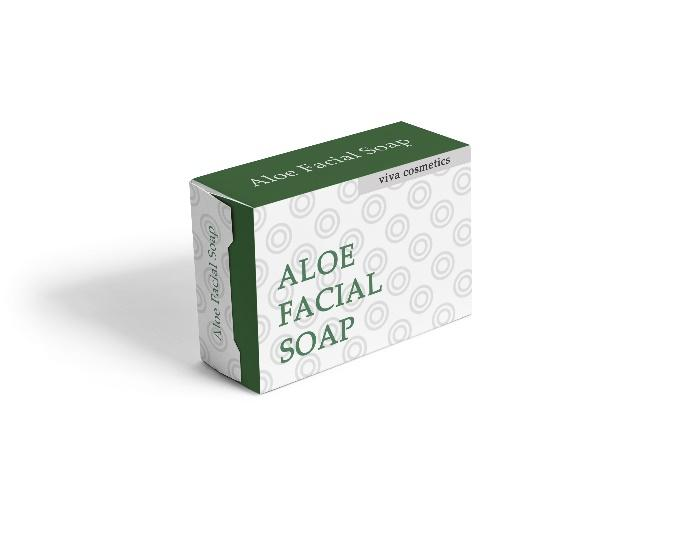 Aloe Facial Soap
viva cosmetics
ALOE
FACIAL
SOAP
Aloe Facial Soap